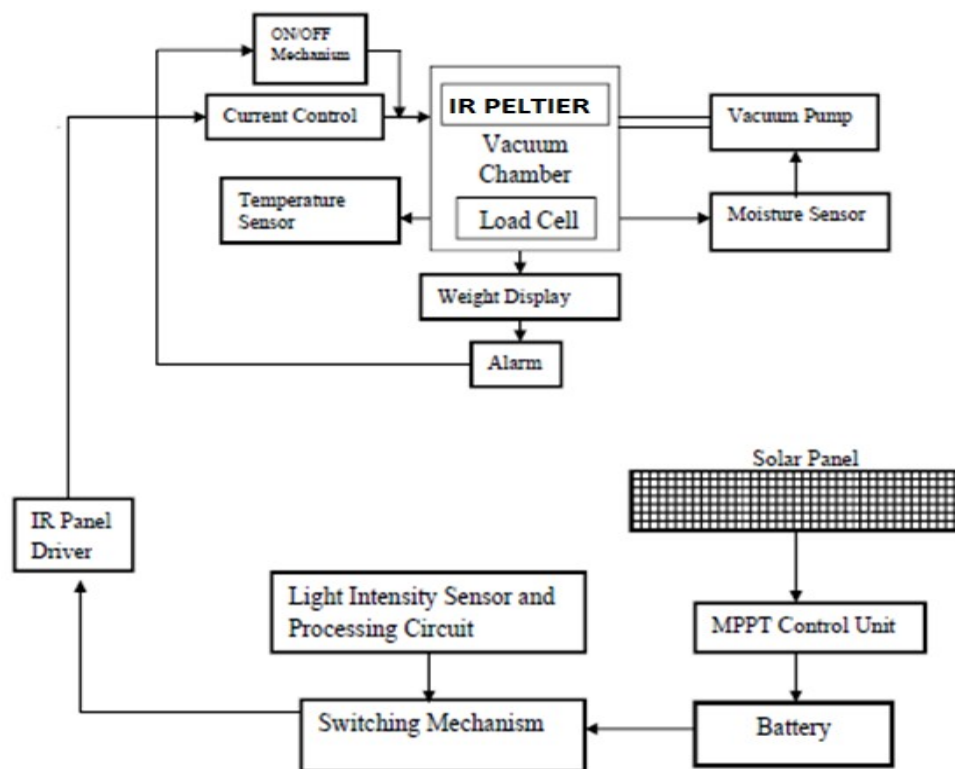 ON/OFF
Mechanism
IR PELTIER
Current Control
Vacuum Pump
Vacuum
Chamber
Temperature
Sensor
Load Cell
Moisture Sensor
Weight Display
Alarm
Solar Panel
IR Panel
Driver
Light Intensity Sensor and
Processing Circuit
MPPT Control Unit
Switching Mechanism
Battery